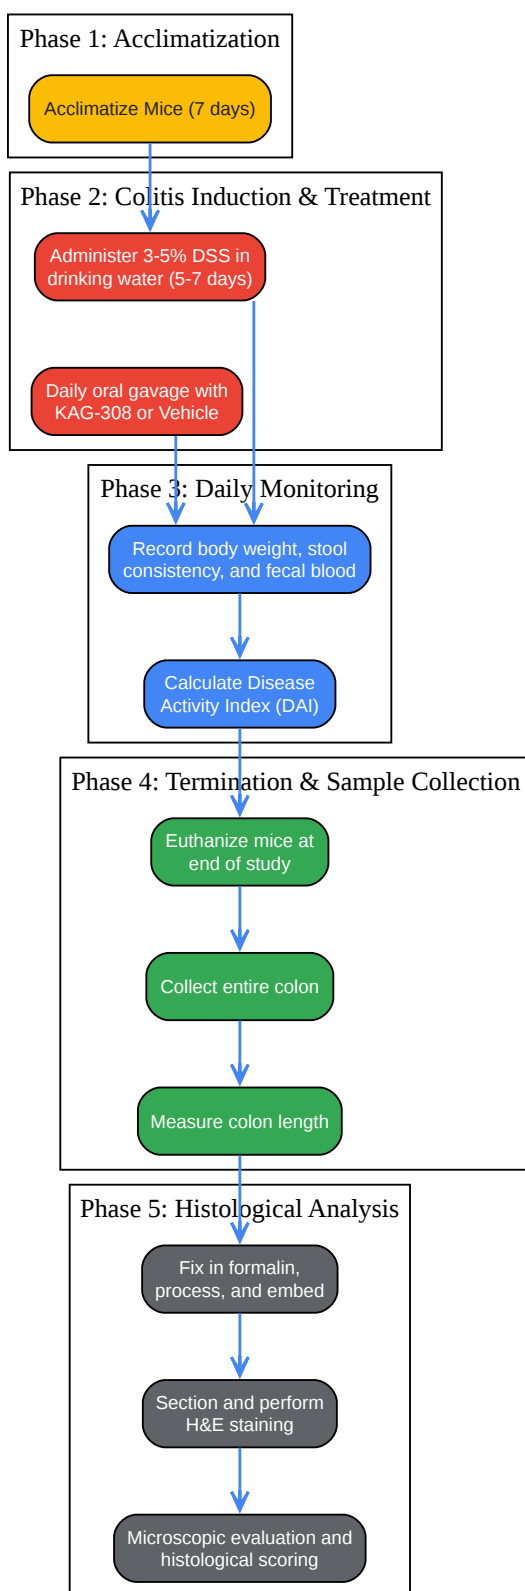 Phase 1: Acclimatization
Acclimatize Mice (7 days)
Phase 2: Colitis Induction & Treatment
Administer 3-5% DSS in
drinking water (5-7 days)
Daily oral gavage with
KAG-308 or Vehicle
Phase 3: Daily Monitoring
Record body weight, stool
consistency, and fecal blood
Calculate Disease
Activity Index (DAI)
Phase 4: Termination & Sample Collection
Euthanize mice at
end of study
Collect entire colon
Measure colon length
Phase 5: Histological Analysis
Fix in formalin,
process, and embed
Section and perform
H&E staining
Microscopic evaluation and
histological scoring